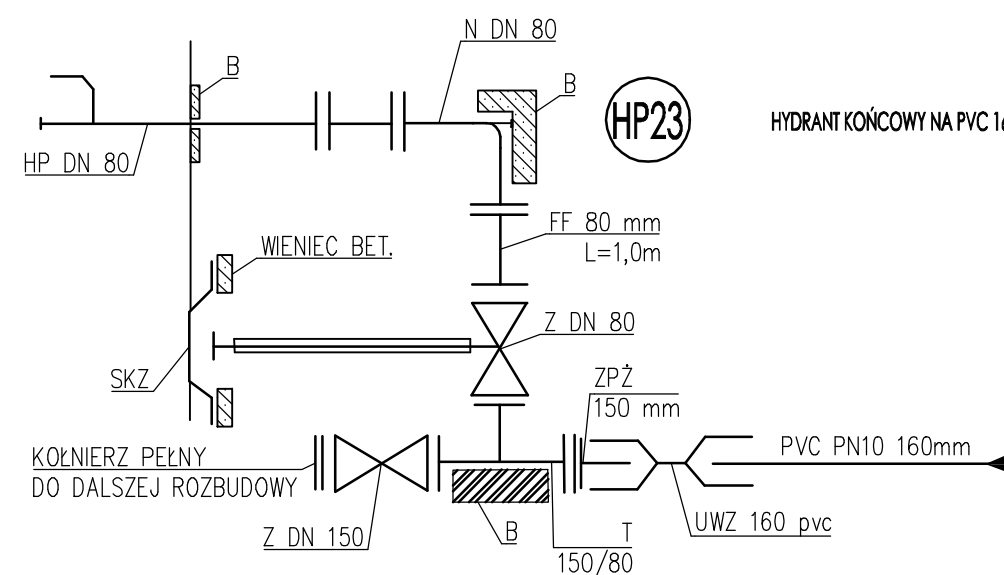 N DN 80
B
B
HP23
HYDRANT KOŃCOWY NA PVC
HP DN 80
FF 80 mm
L=1,0m
WIENIEC BET.
Z DN 80
SKZ
ZPŻ
150 mm
KOŁNIERZ PEŁNY
DO DALSZEJ ROZBUDOWY
PVC PN10 160mm
Z DN 150
B
T
150/80
UWZ 160 pvc